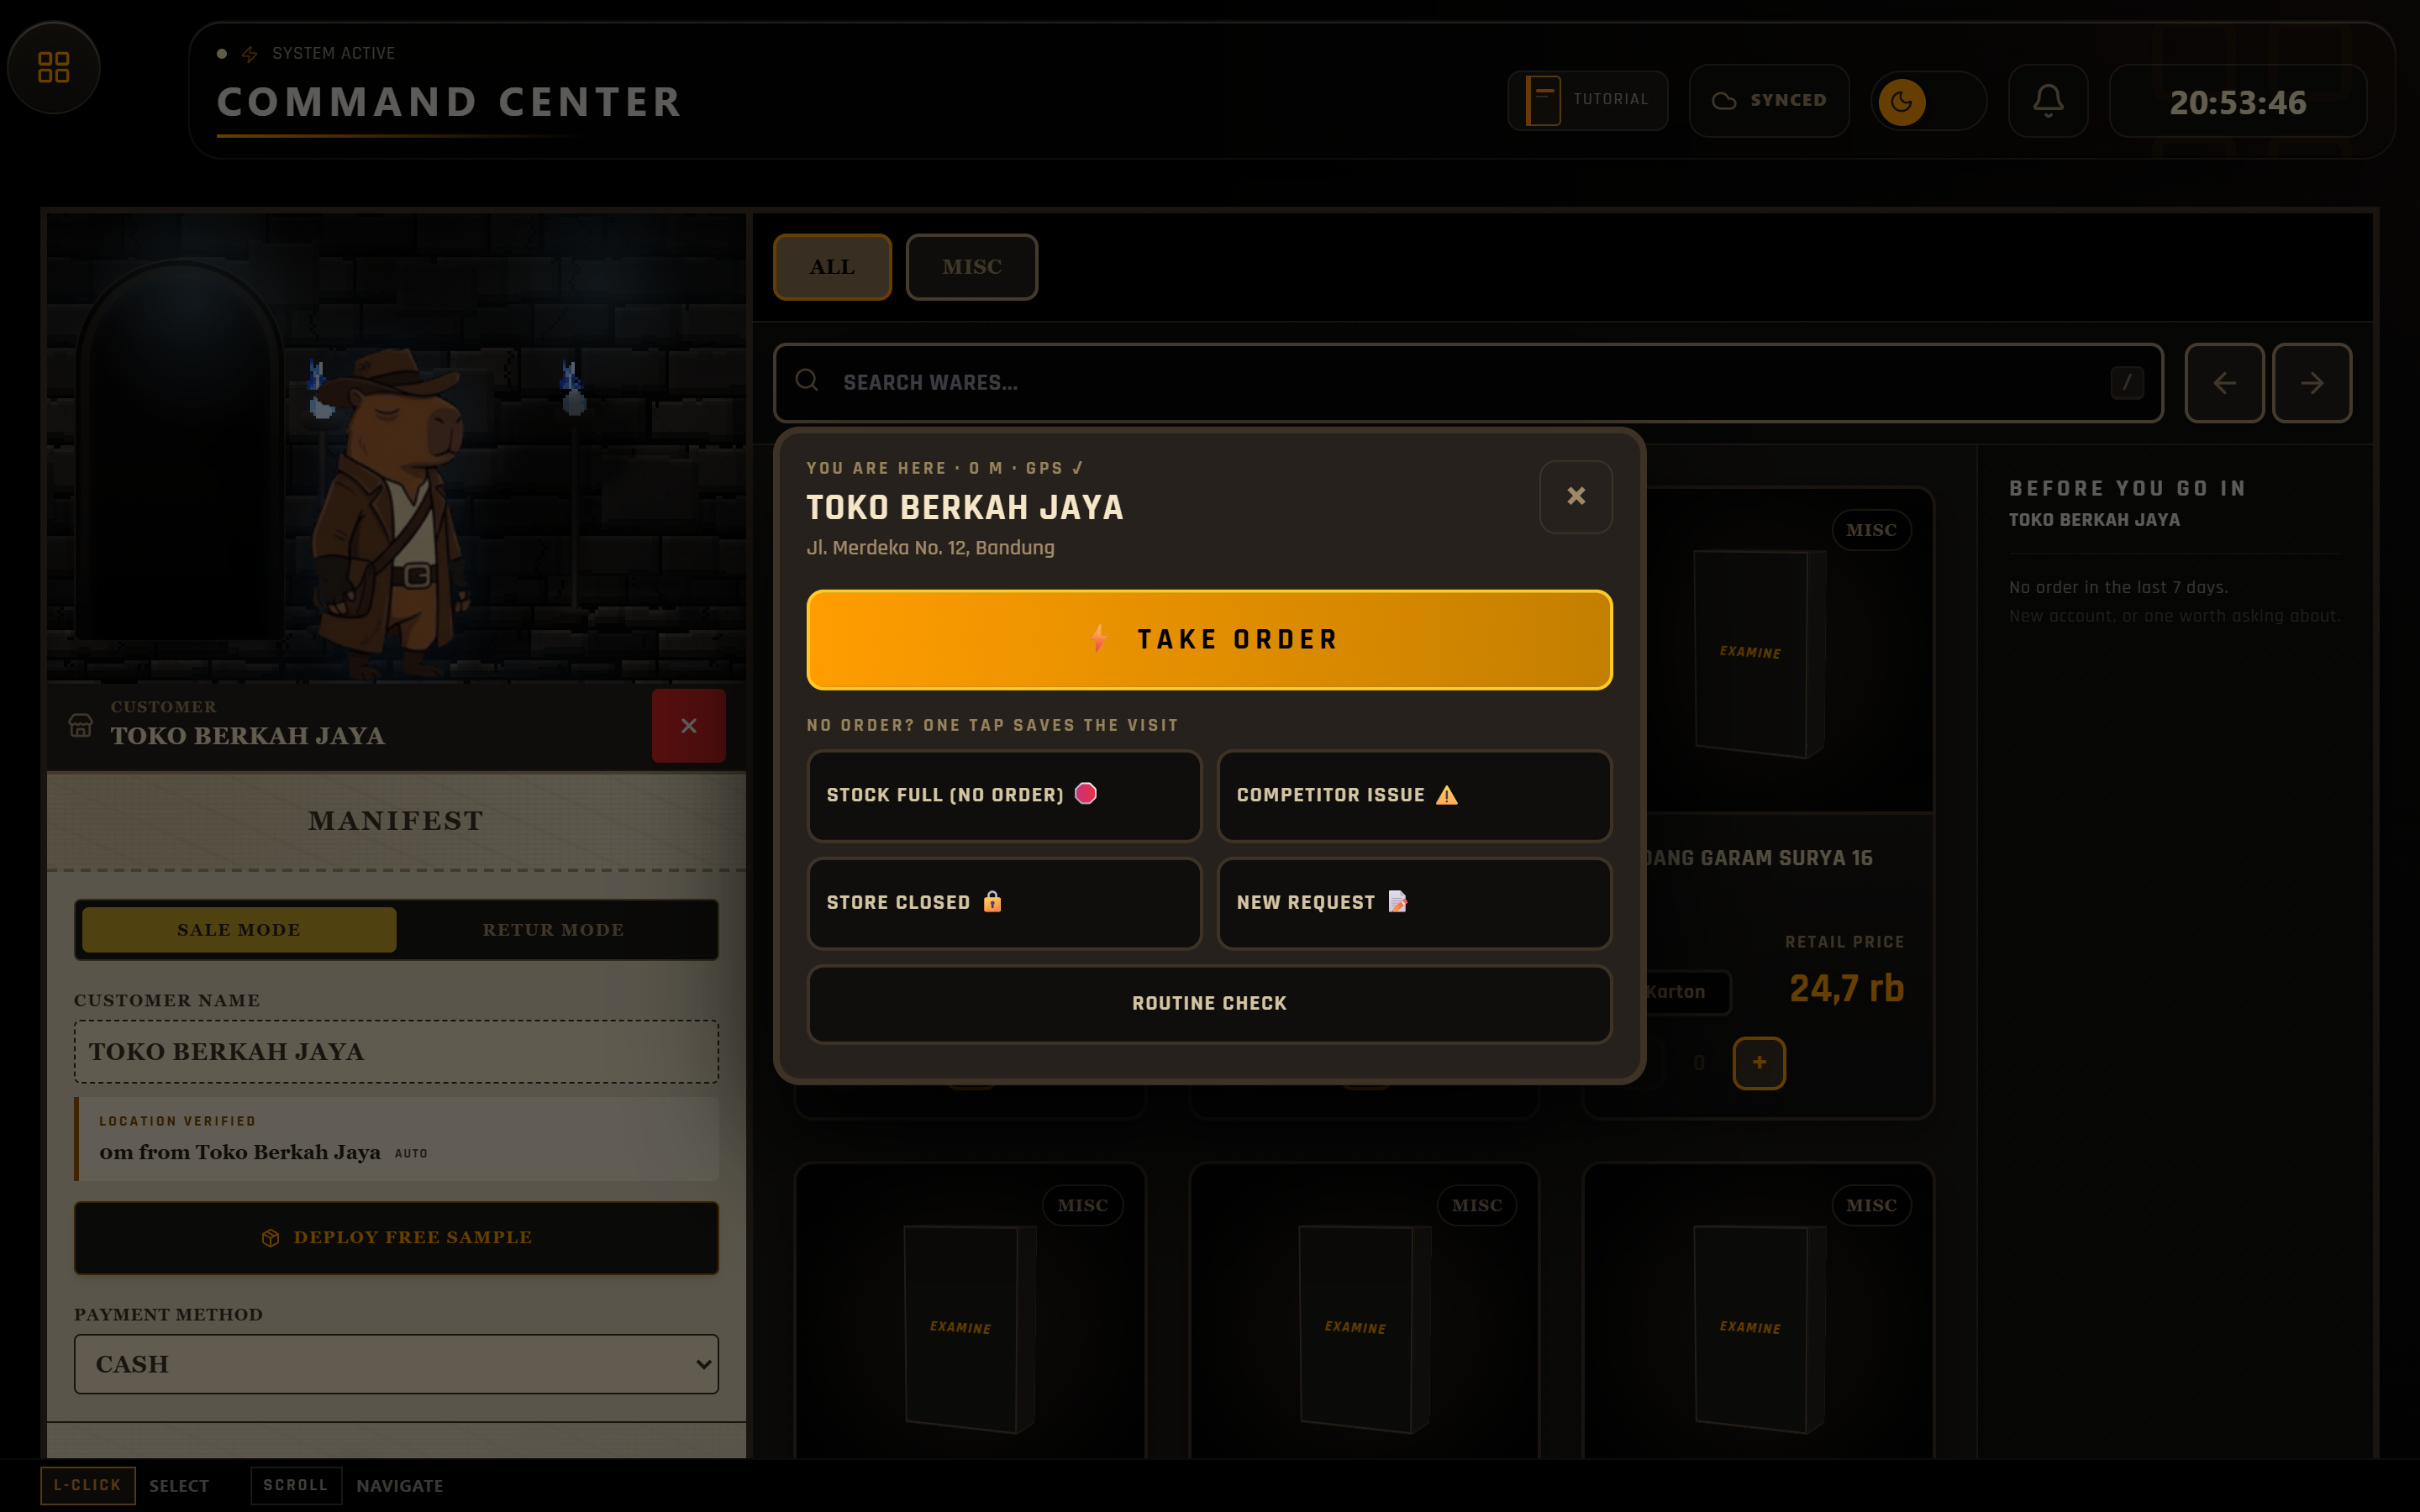 SYSTEM ACTIVE
COMMAND CENTER
TUTORIAL
SYNCED
20:53:46
ALL
MISC
SEARCH WARES...
/
YOU ARE HERE · 0 M · GPS ✓
TOKO BERKAH JAYA
Jl. Merdeka No. 12, Bandung
TAKE ORDER
NO ORDER? ONE TAP SAVES THE VISIT
STOCK FULL (NO ORDER)
COMPETITOR ISSUE
STORE CLOSED
NEW REQUEST
ROUTINE CHECK
BEFORE YOU GO IN
TOKO BERKAH JAYA
No order in the last 7 days.
New account, or one worth asking about.
MISC
EXAMINE
DANG GARAM SURYA 16
RETAIL PRICE
Karton
24,7 rb
0
+
CUSTOMER
TOKO BERKAH JAYA
MANIFEST
SALE MODE
RETUR MODE
CUSTOMER NAME
TOKO BERKAH JAYA
LOCATION VERIFIED
0m from Toko Berkah Jaya AUTO
DEPLOY FREE SAMPLE
PAYMENT METHOD
CASH
MISC
EXAMINE
MISC
EXAMINE
MISC
EXAMINE
L-CLICK SELECT
SCROLL NAVIGATE